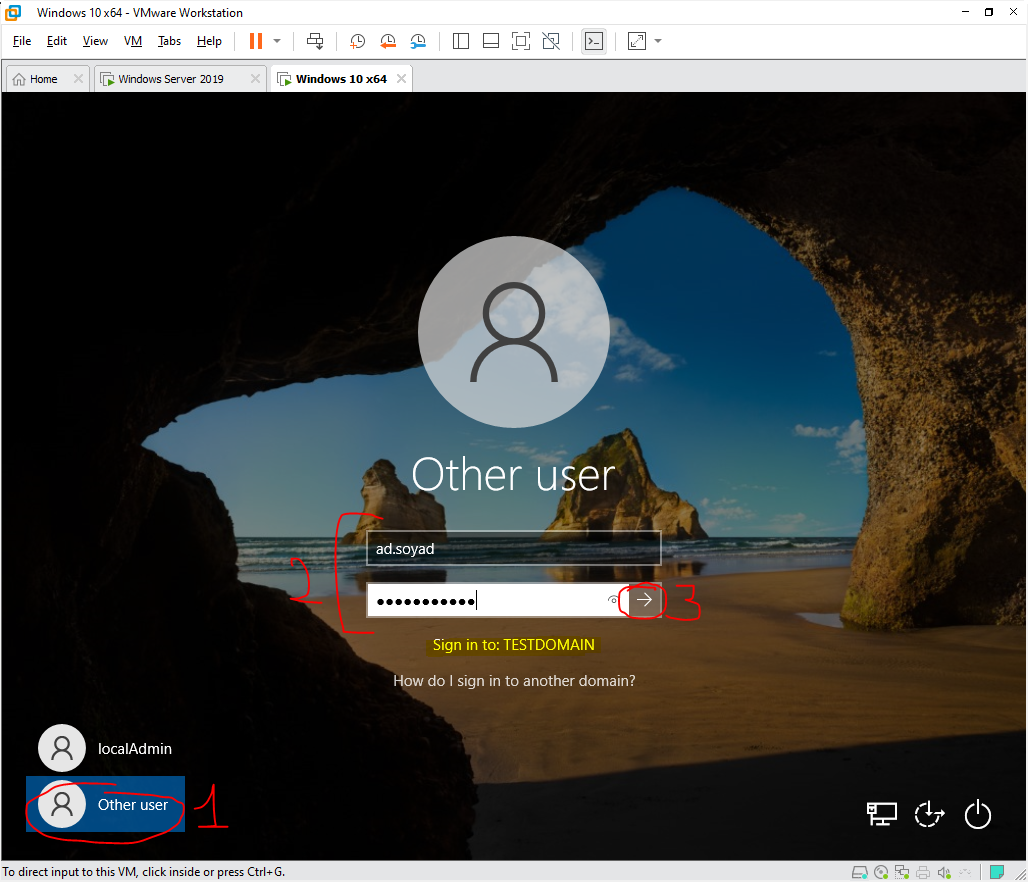 Windows 10 x64 - VMware Workstation
File Edit View VM Tabs Help
Home Windows Server 2019 Windows 10 x64
Other user
ad.soyad
2
3
Sign in to: TESTDOMAIN
How do I sign in to another domain?
localAdmin
Other user 1
To direct input to this VM, click inside or press Ctrl+G.